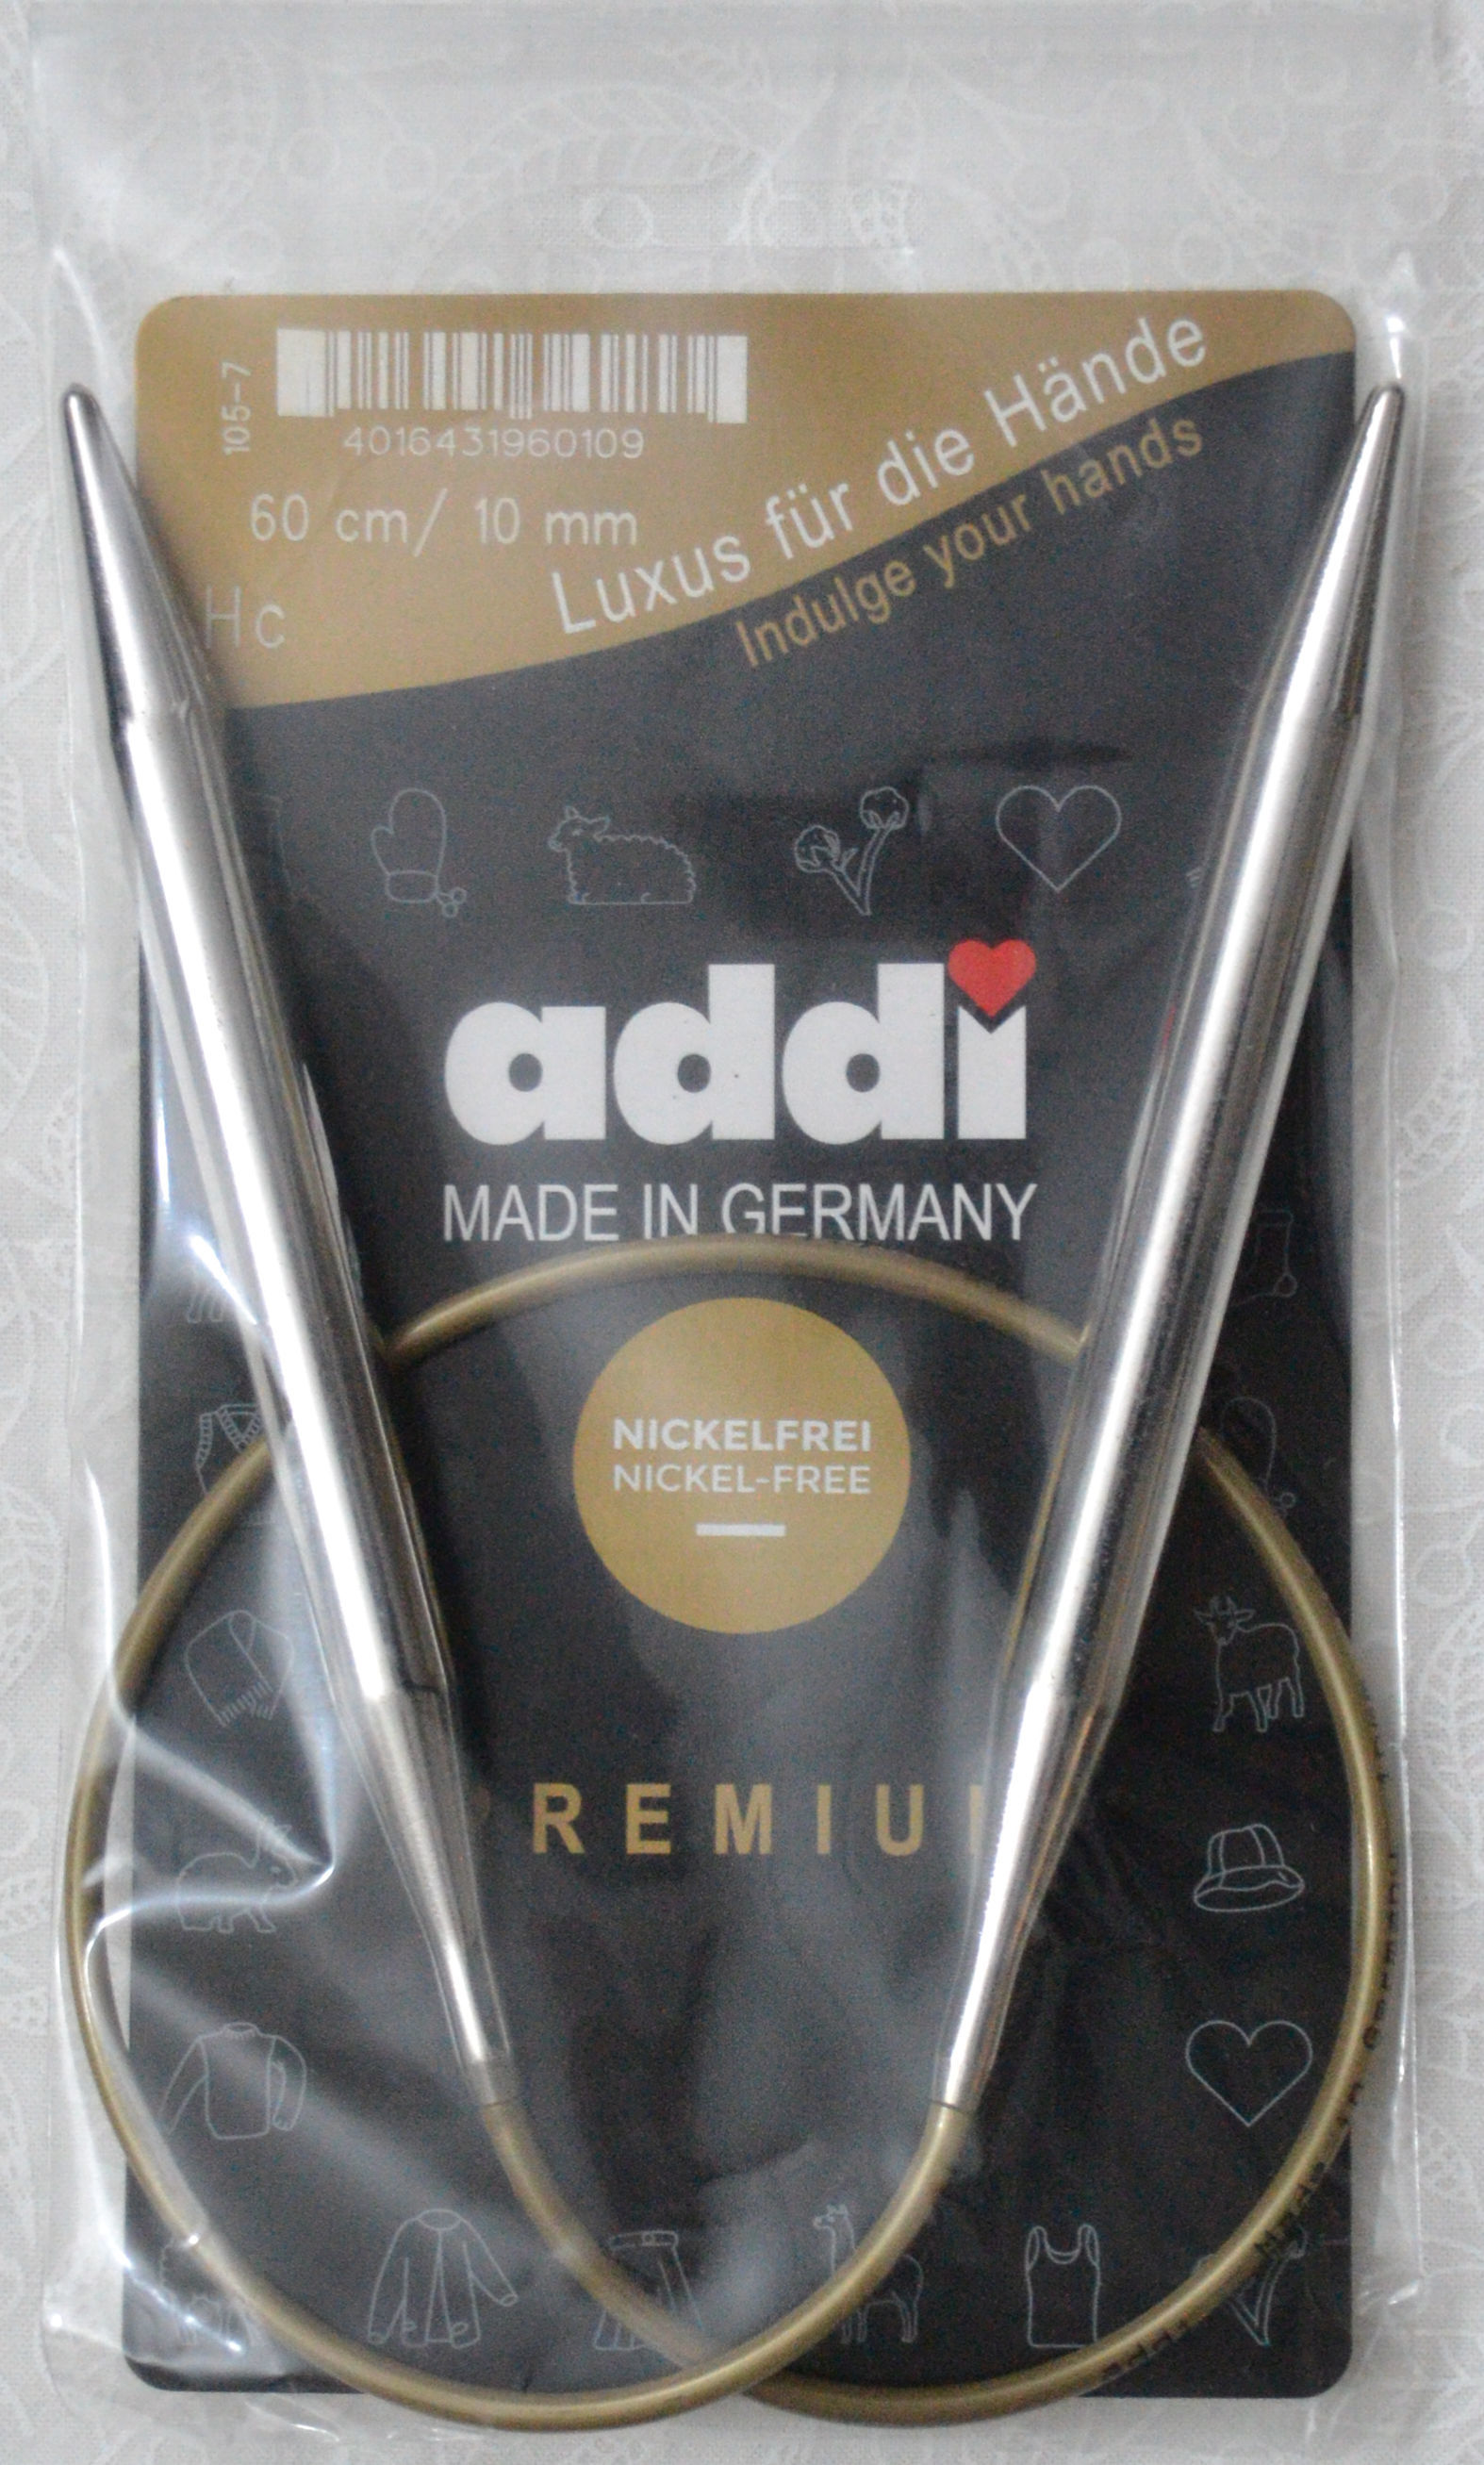 105-7
4016431960109
60 cm/ 10 mm
Hc
Luxus für die Hände
Indulge your hands
addi
MADE IN GERMANY
NICKELFREI
NICKEL-FREE
REMIU